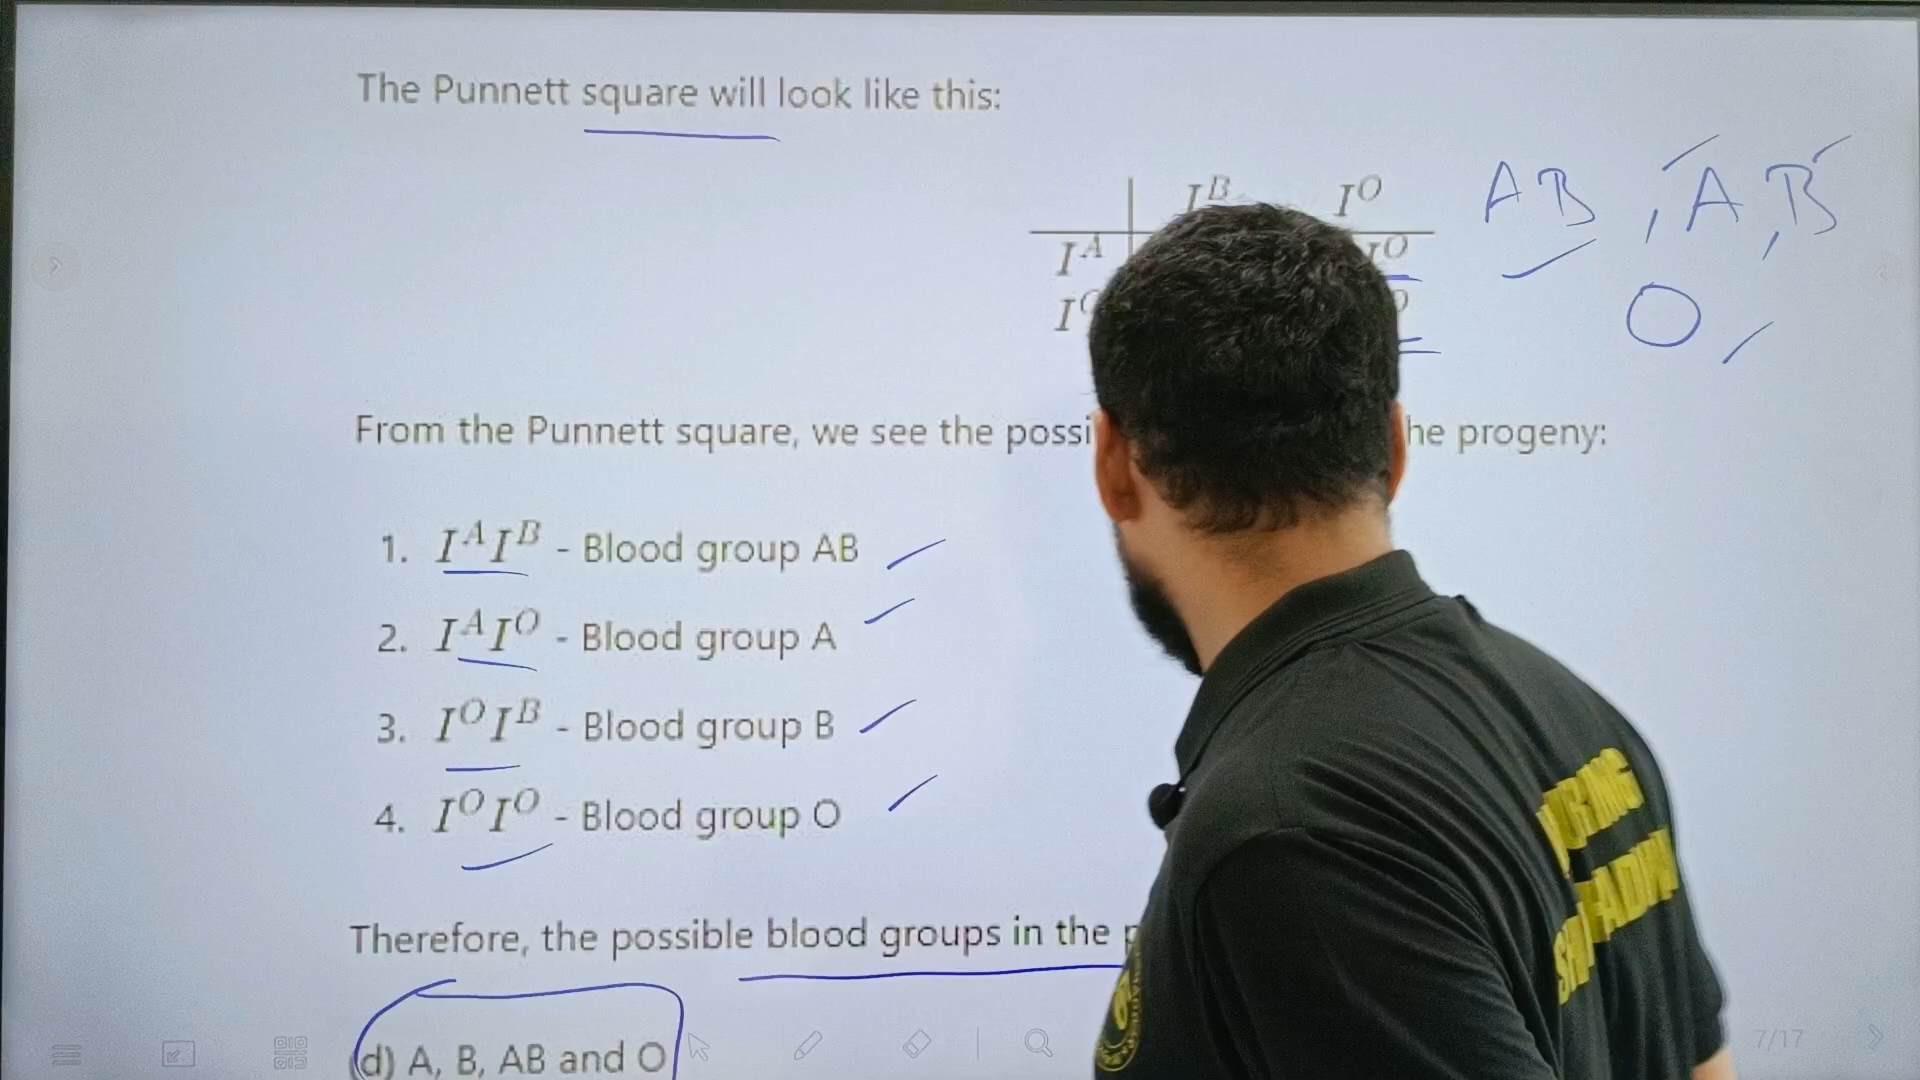 The Punnett square will look like this:
I^B I^O AB, A, B
I^A I^O
O
From the Punnett square, we see the he progeny:
1. I^A I^B - Blood group AB
2. I^A I^O - Blood group A
3. I^O I^B - Blood group B
4. I^O I^O - Blood group O
Therefore, the possible blood groups in the
(d) A, B, AB and O
7/17